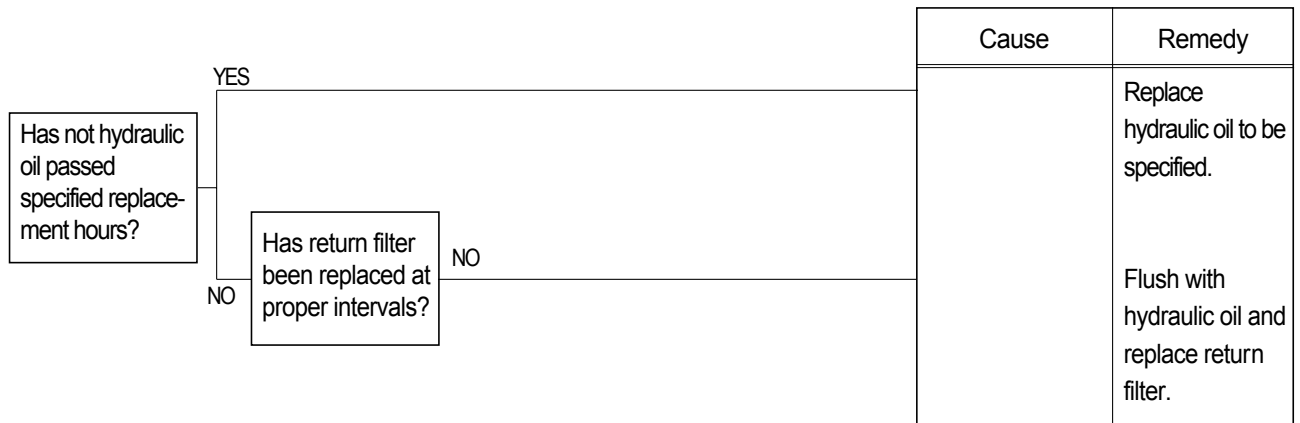 Cause
Remedy
YES
Replace
hydraulic oil to be
specified.
Has not hydraulic
oil passed
specified replace-
ment hours?
Has return filter
been replaced at
proper intervals?
NO
NO
Flush with
hydraulic oil and
replace return
filter.